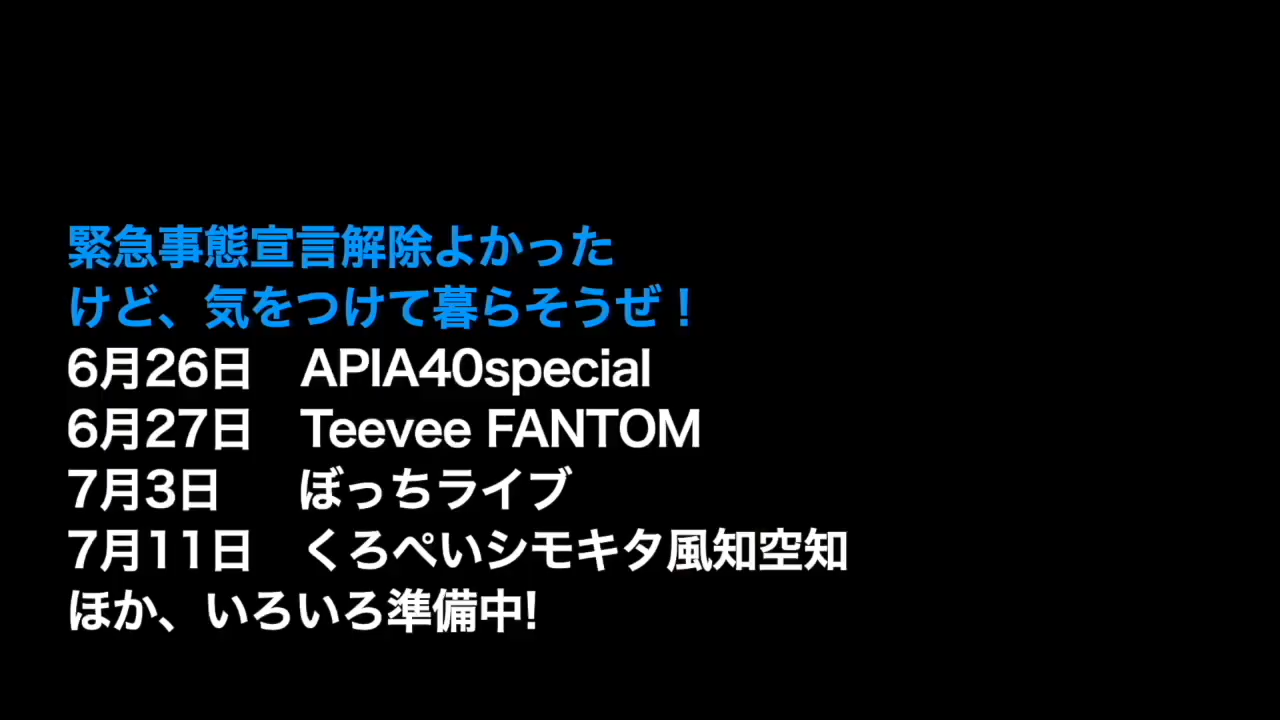 緊急事態宣言解除よかった
けど、気をつけて暮らそうぜ！
6月26日　APIA40special
6月27日　Teevee FANTOM
7月3日　 ぼっちライブ
7月11日　くろぺいシモキタ風知空知
ほか、いろいろ準備中!